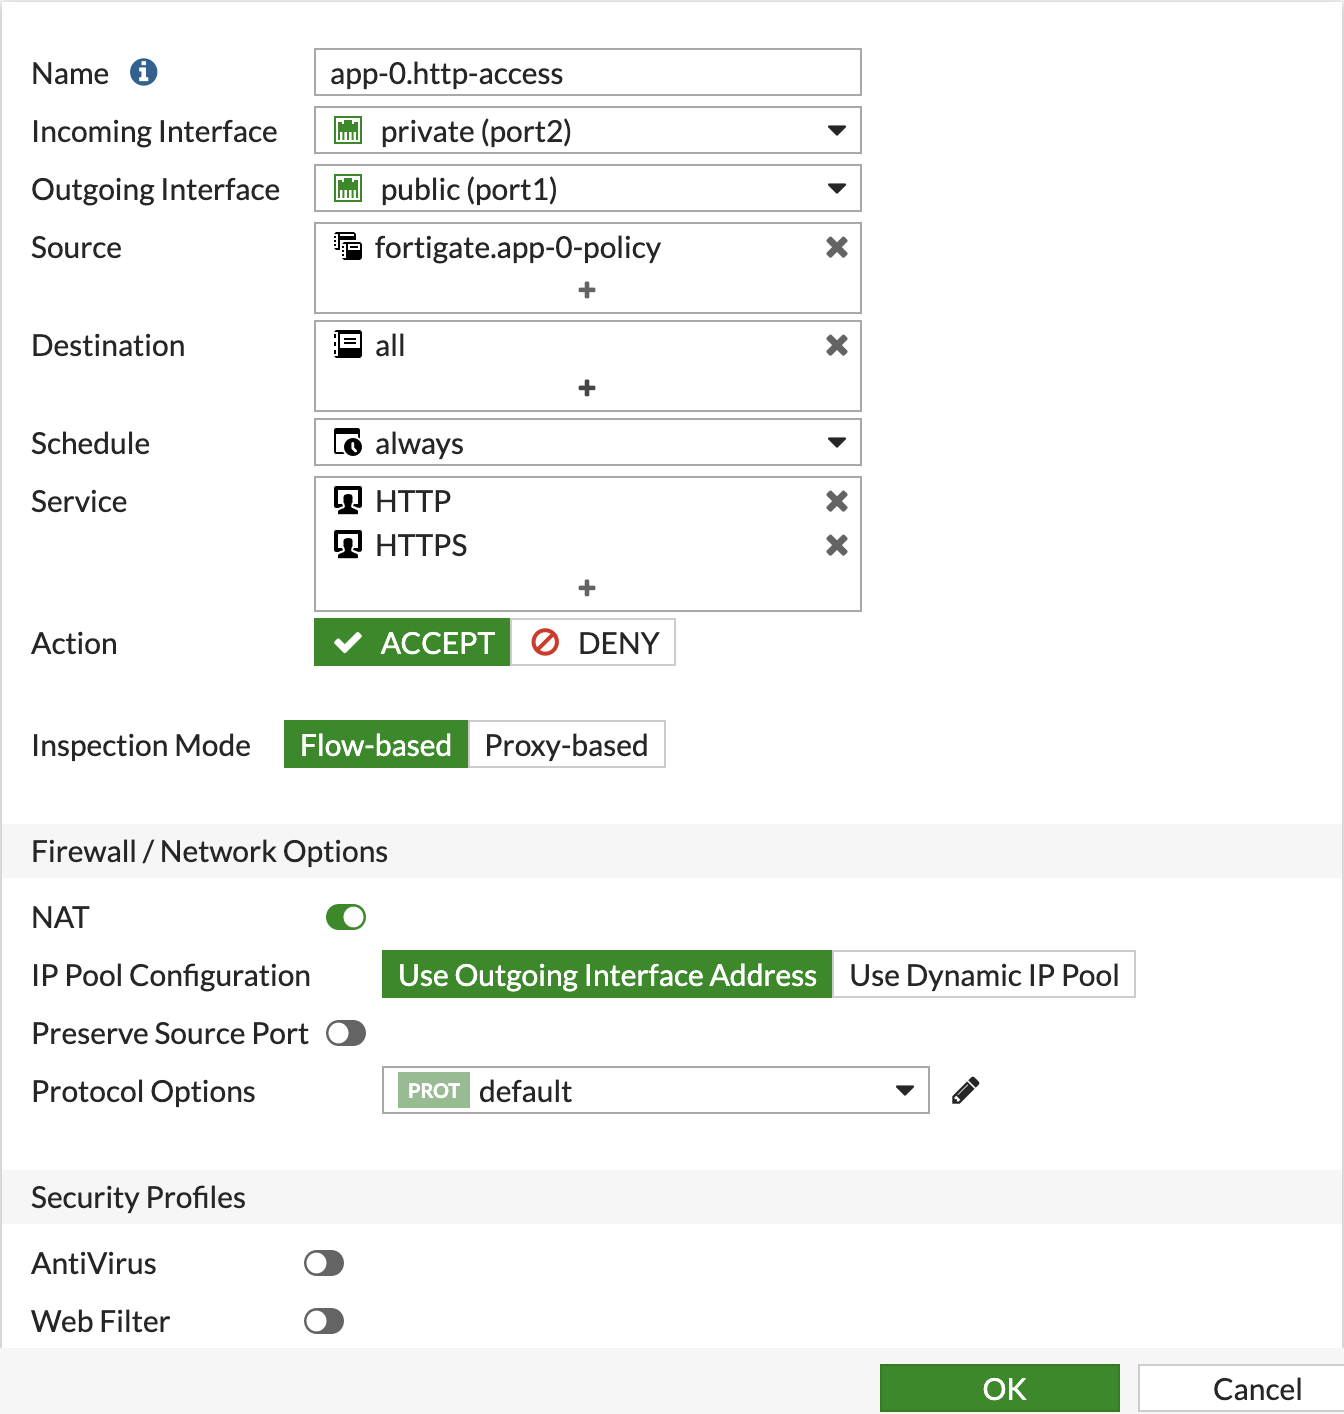 Name app-0.http-access
Incoming Interface private (port2)
Outgoing Interface public (port1)
Source fortigate.app-0-policy
+
Destination all
+
Schedule always
Service HTTP
HTTPS
+
Action ACCEPT DENY
Inspection Mode Flow-based Proxy-based
Firewall / Network Options
NAT
IP Pool Configuration Use Outgoing Interface Address Use Dynamic IP Pool
Preserve Source Port
Protocol Options PROT default
Security Profiles
AntiVirus
Web Filter
OK Cancel